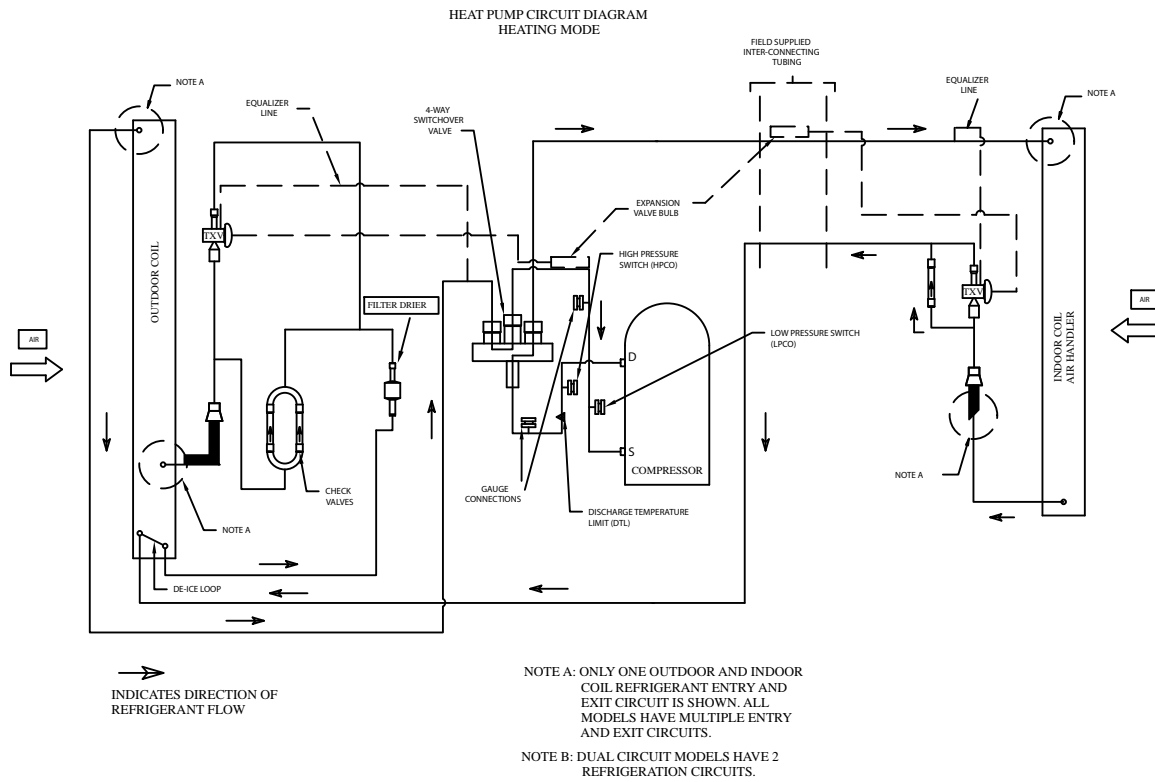 HEAT PUMP CIRCUIT DIAGRAM
HEATING MODE
FIELD SUPPLIED
INTER-CONNECTING
TUBING
NOTE A
EQUALIZER
LINE
4-WAY
SWITCHOVER
VALVE
EQUALIZER
LINE
NOTE A
EXPANSION
VALVE BULB
HIGH PRESSURE
SWITCH (HPCO)
TXV
OUTDOOR COIL
FILTER DRIER
TXV
AIR
AIR
LOW PRESSURE SWITCH
(LPCO)
D
INDOOR COIL
AIR HANDLER
S
COMPRESSOR
NOTE A
GAUGE
CONNECTIONS
CHECK
VALVES
DISCHARGE TEMPERATURE
LIMIT (DTL)
NOTE A
DE-ICE LOOP
INDICATES DIRECTION OF
REFRIGERANT FLOW
NOTE A: ONLY ONE OUTDOOR AND INDOOR
COIL REFRIGERANT ENTRY AND
EXIT CIRCUIT IS SHOWN. ALL
MODELS HAVE MULTIPLE ENTRY
AND EXIT CIRCUITS.
NOTE B: DUAL CIRCUIT MODELS HAVE 2
REFRIGERATION CIRCUITS.